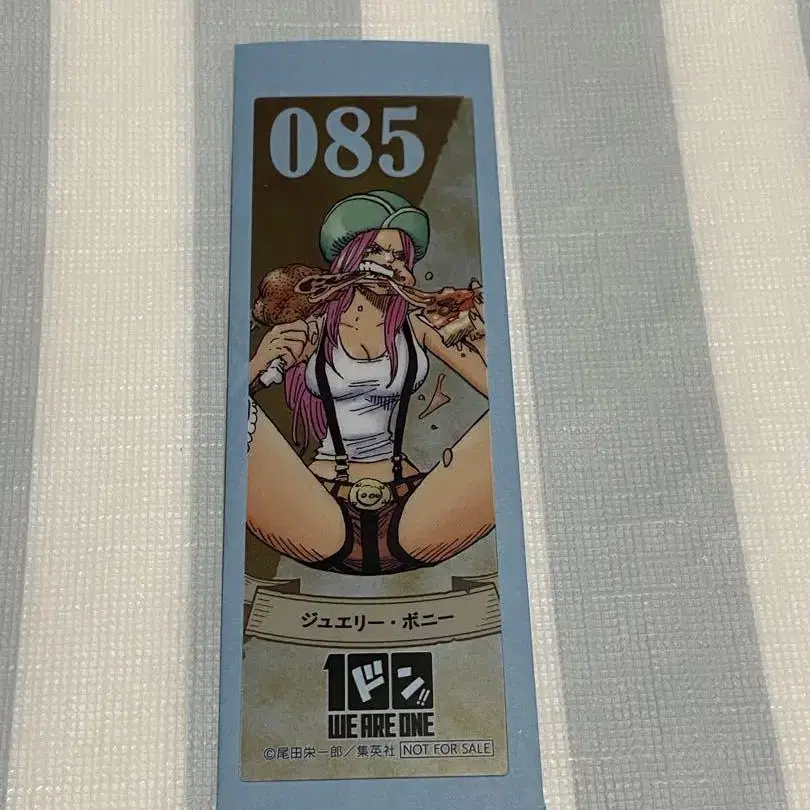 085
ジュエリー・ボニー
10ドン!!
WE ARE ONE
©尾田栄一郎／集英社 NOT FOR SALE